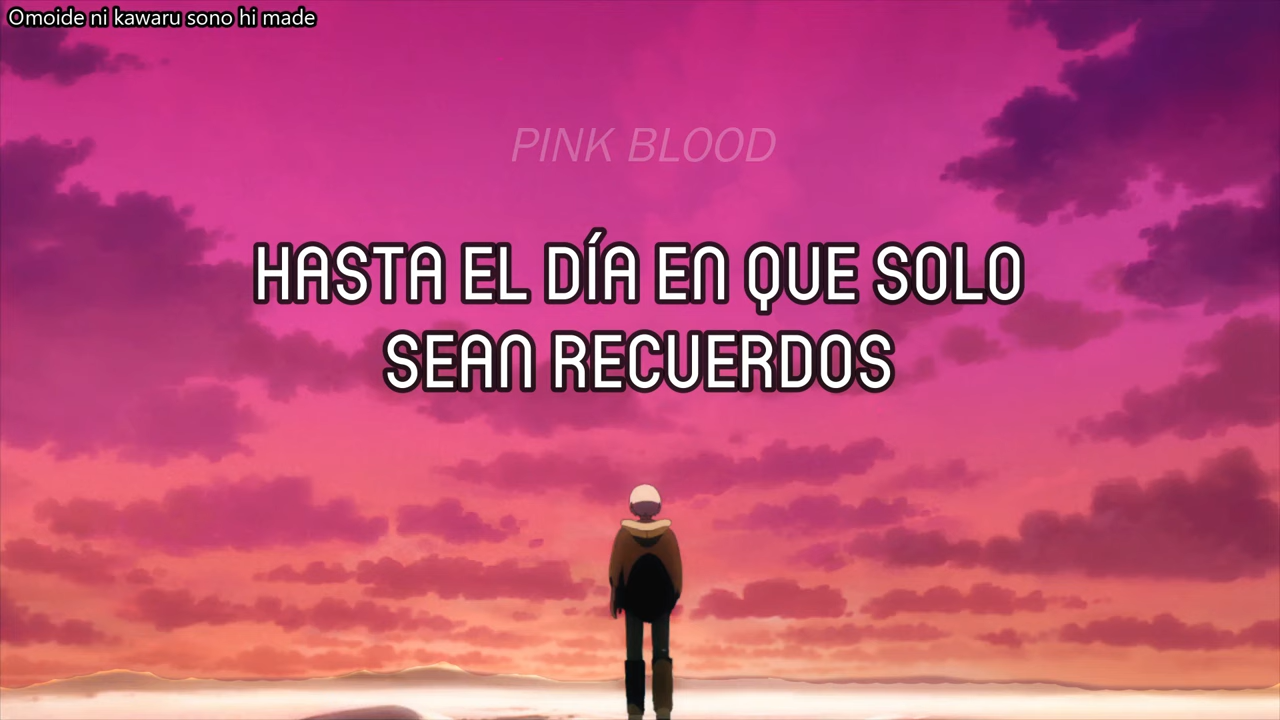 Omoide ni kawaru sono hi made
PINK BLOOD
HASTA EL DÍA EN QUE SOLO
SEAN RECUERDOS